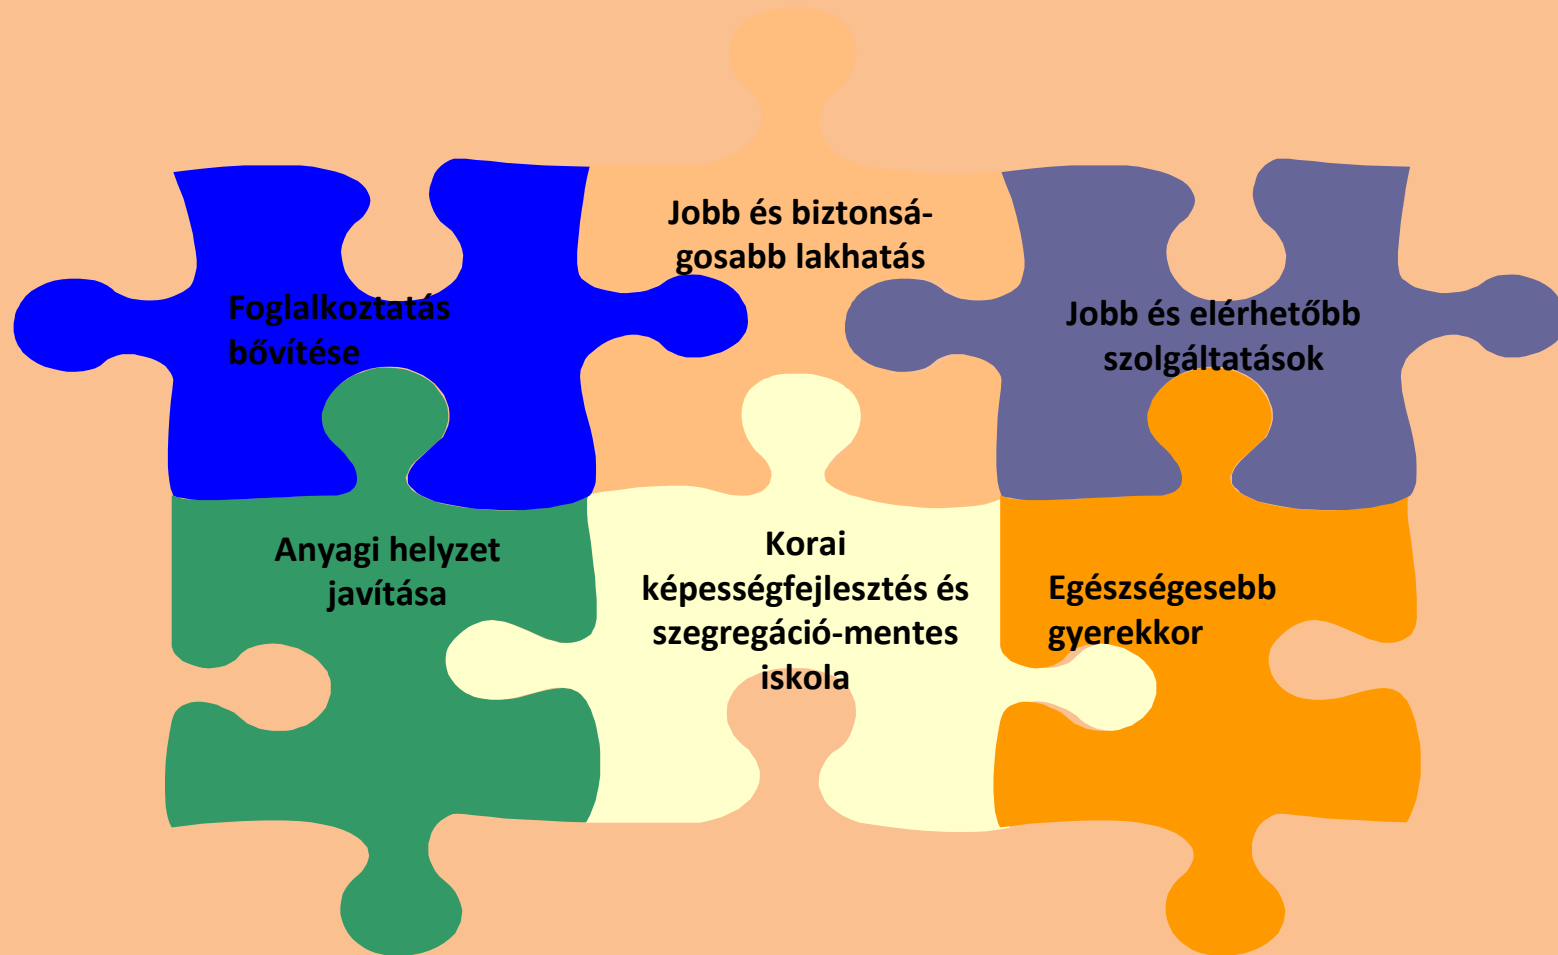 Jobb és biztonsá-
gosabb lakhatás
Foglalkoztatás
bővítése
Jobb és elérhetőbb
szolgáltatások
Anyagi helyzet
javítása
Korai
képességfejlesztés és
szegregáció-mentes
iskola
Egészségesebb
gyerekkor